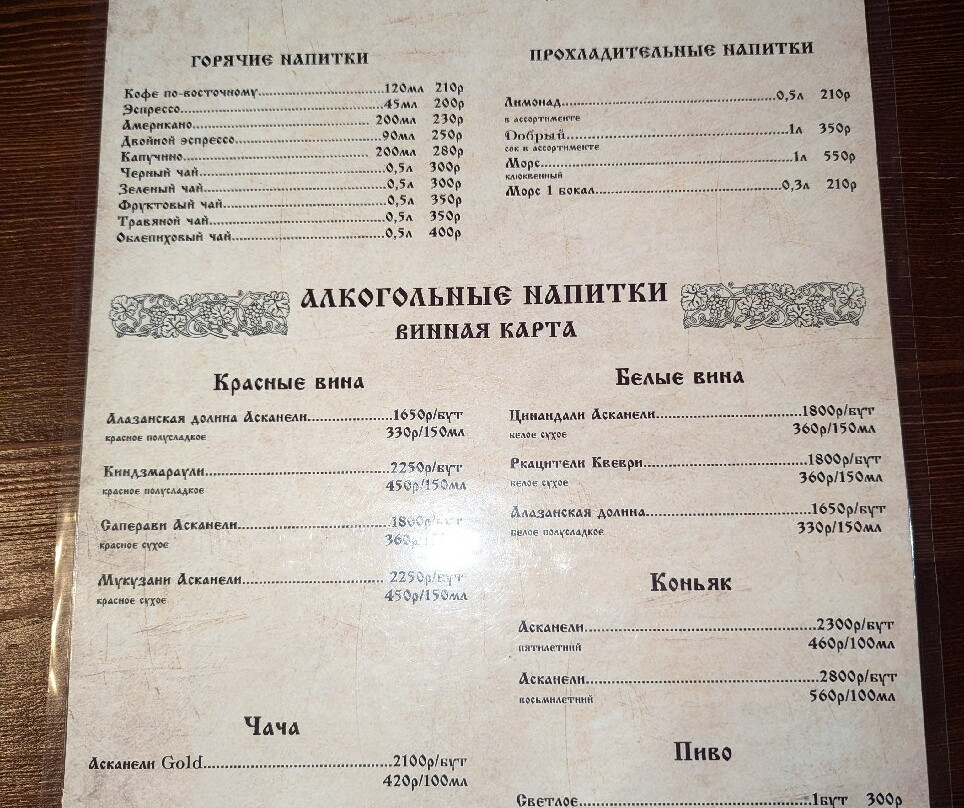 ГОРЯЧИЕ НАПИТКИ
Кофе по-восточному 120мл 210р
Эспрессо 45мл 200р
Американо 200мл 230р
Двойной эспрессо 90мл 250р
Капучино 200мл 280р
Черный чай 0,5л 300р
Зеленый чай 0,5л 300р
Фруктовый чай 0,5л 350р
Травяной чай 0,5л 350р
Облепиховый чай 0,5л 400р
ПРОХЛАДИТЕЛЬНЫЕ НАПИТКИ
Лимонад 0,5л 210р
в ассортименте
Добрый 1л 350р
сок в ассортименте
Морс 1л 550р
клюквенный
Морс 1 бокал 0,3л 210р
АЛКОГОЛЬНЫЕ НАПИТКИ
ВИННАЯ КАРТА
Красные вина
Алазанская долина Асканели 1650р/бут
красное полусладкое 330р/150мл
Киндзмараули 2250р/бут
красное полусладкое 450р/150мл
Саперави Асканели 1800р/бут
красное сухое 360р
Мукузани Асканели 2250р/бут
красное сухое 450р/150мл
Чача
Асканели Gold 2100р/бут
420р/100мл
Белые вина
Цинандали Асканели 1800р/бут
белое сухое 360р/150мл
Ркацители Квеври 1800р/бут
белое сухое 360р/150мл
Алазанская долина 1650р/бут
белое полусладкое 330р/150мл
Коньяк
Асканели 2300р/бут
пятилетний 460р/100мл
Асканели 2800р/бут
восьмилетний 560р/100мл
Пиво
Светлое 1бут 300р